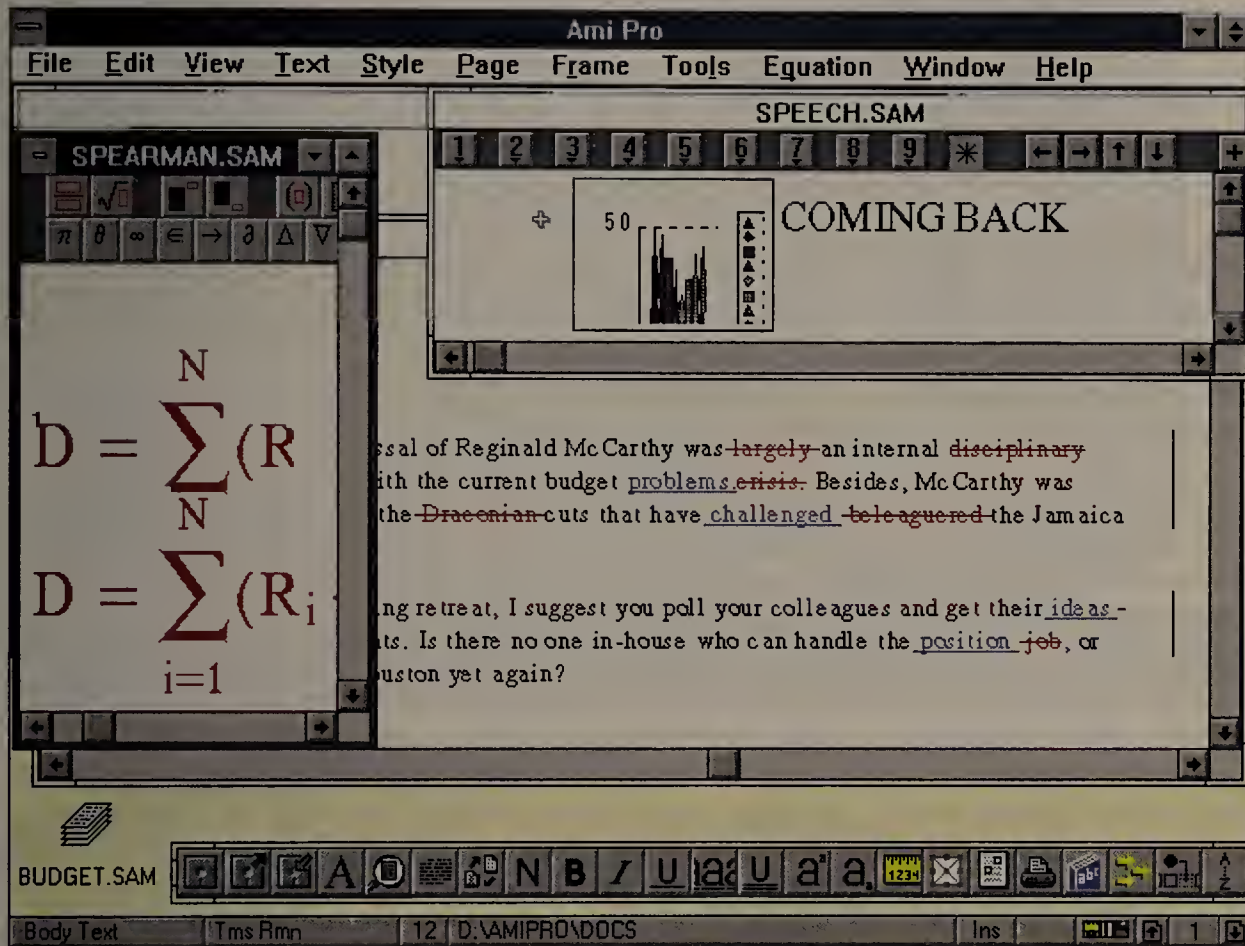 Ami Pro
File Edit View Text Style Page Frame Tools Equation Window Help
SPEECH.SAM
1 2 3 4 5 6 7 8 9 * ← → ↑ ↓
50
COMING BACK
SPEARMAN.SAM
π θ ∞ ∈ → ∂ Δ ∇
N
D = ∑(R
N
D = ∑(Ri
i=1
ssal of Reginald McCarthy was largely an internal disciplinary
ith the current budget problems.crisis. Besides, McCarthy was
the Draconian cuts that have challenged beleaguered the Jamaica
ng retreat, I suggest you poll your colleagues and get their ideas -
ts. Is there no one in-house who can handle the position job, or
uston yet again?
BUDGET.SAM
N B I U U a² a
Body Text Tms Rmn 12 D:\AMIPRO\DOCS Ins 1